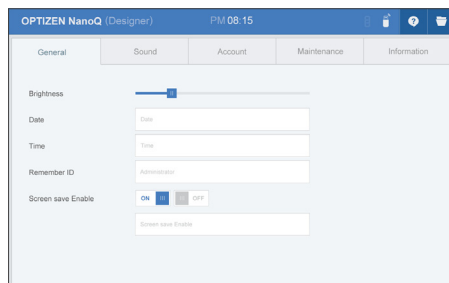 OPTIZEN NanoQ (Designer) PM 08:15 ?
General Sound Account Maintenance Information
Brightness
Date Date
Time Time
Remember ID Administrator
Screen save Enable ON OFF
Screen save Enable